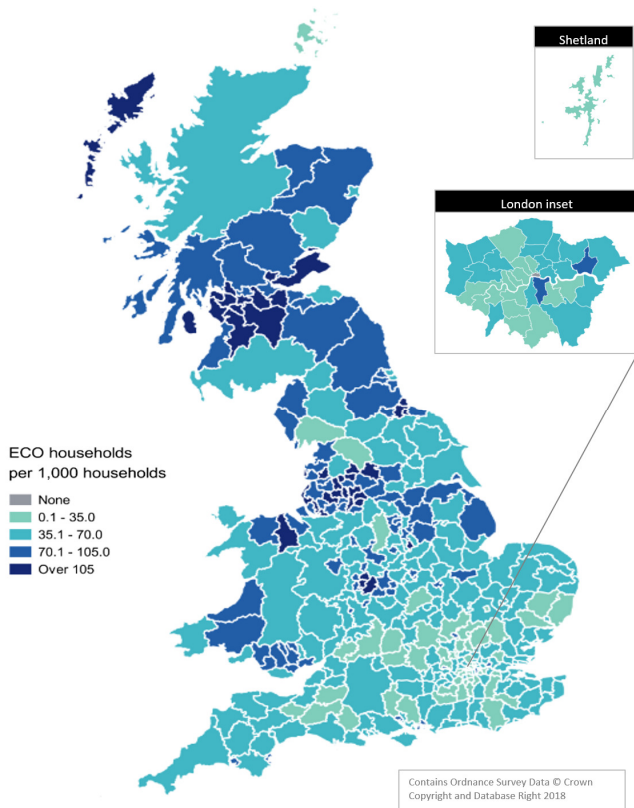 Shetland
London inset
ECO households
per 1,000 households
None
0.1 - 35.0
35.1 - 70.0
70.1 - 105.0
Over 105
Contains Ordnance Survey Data © Crown
Copyright and Database Right 2018